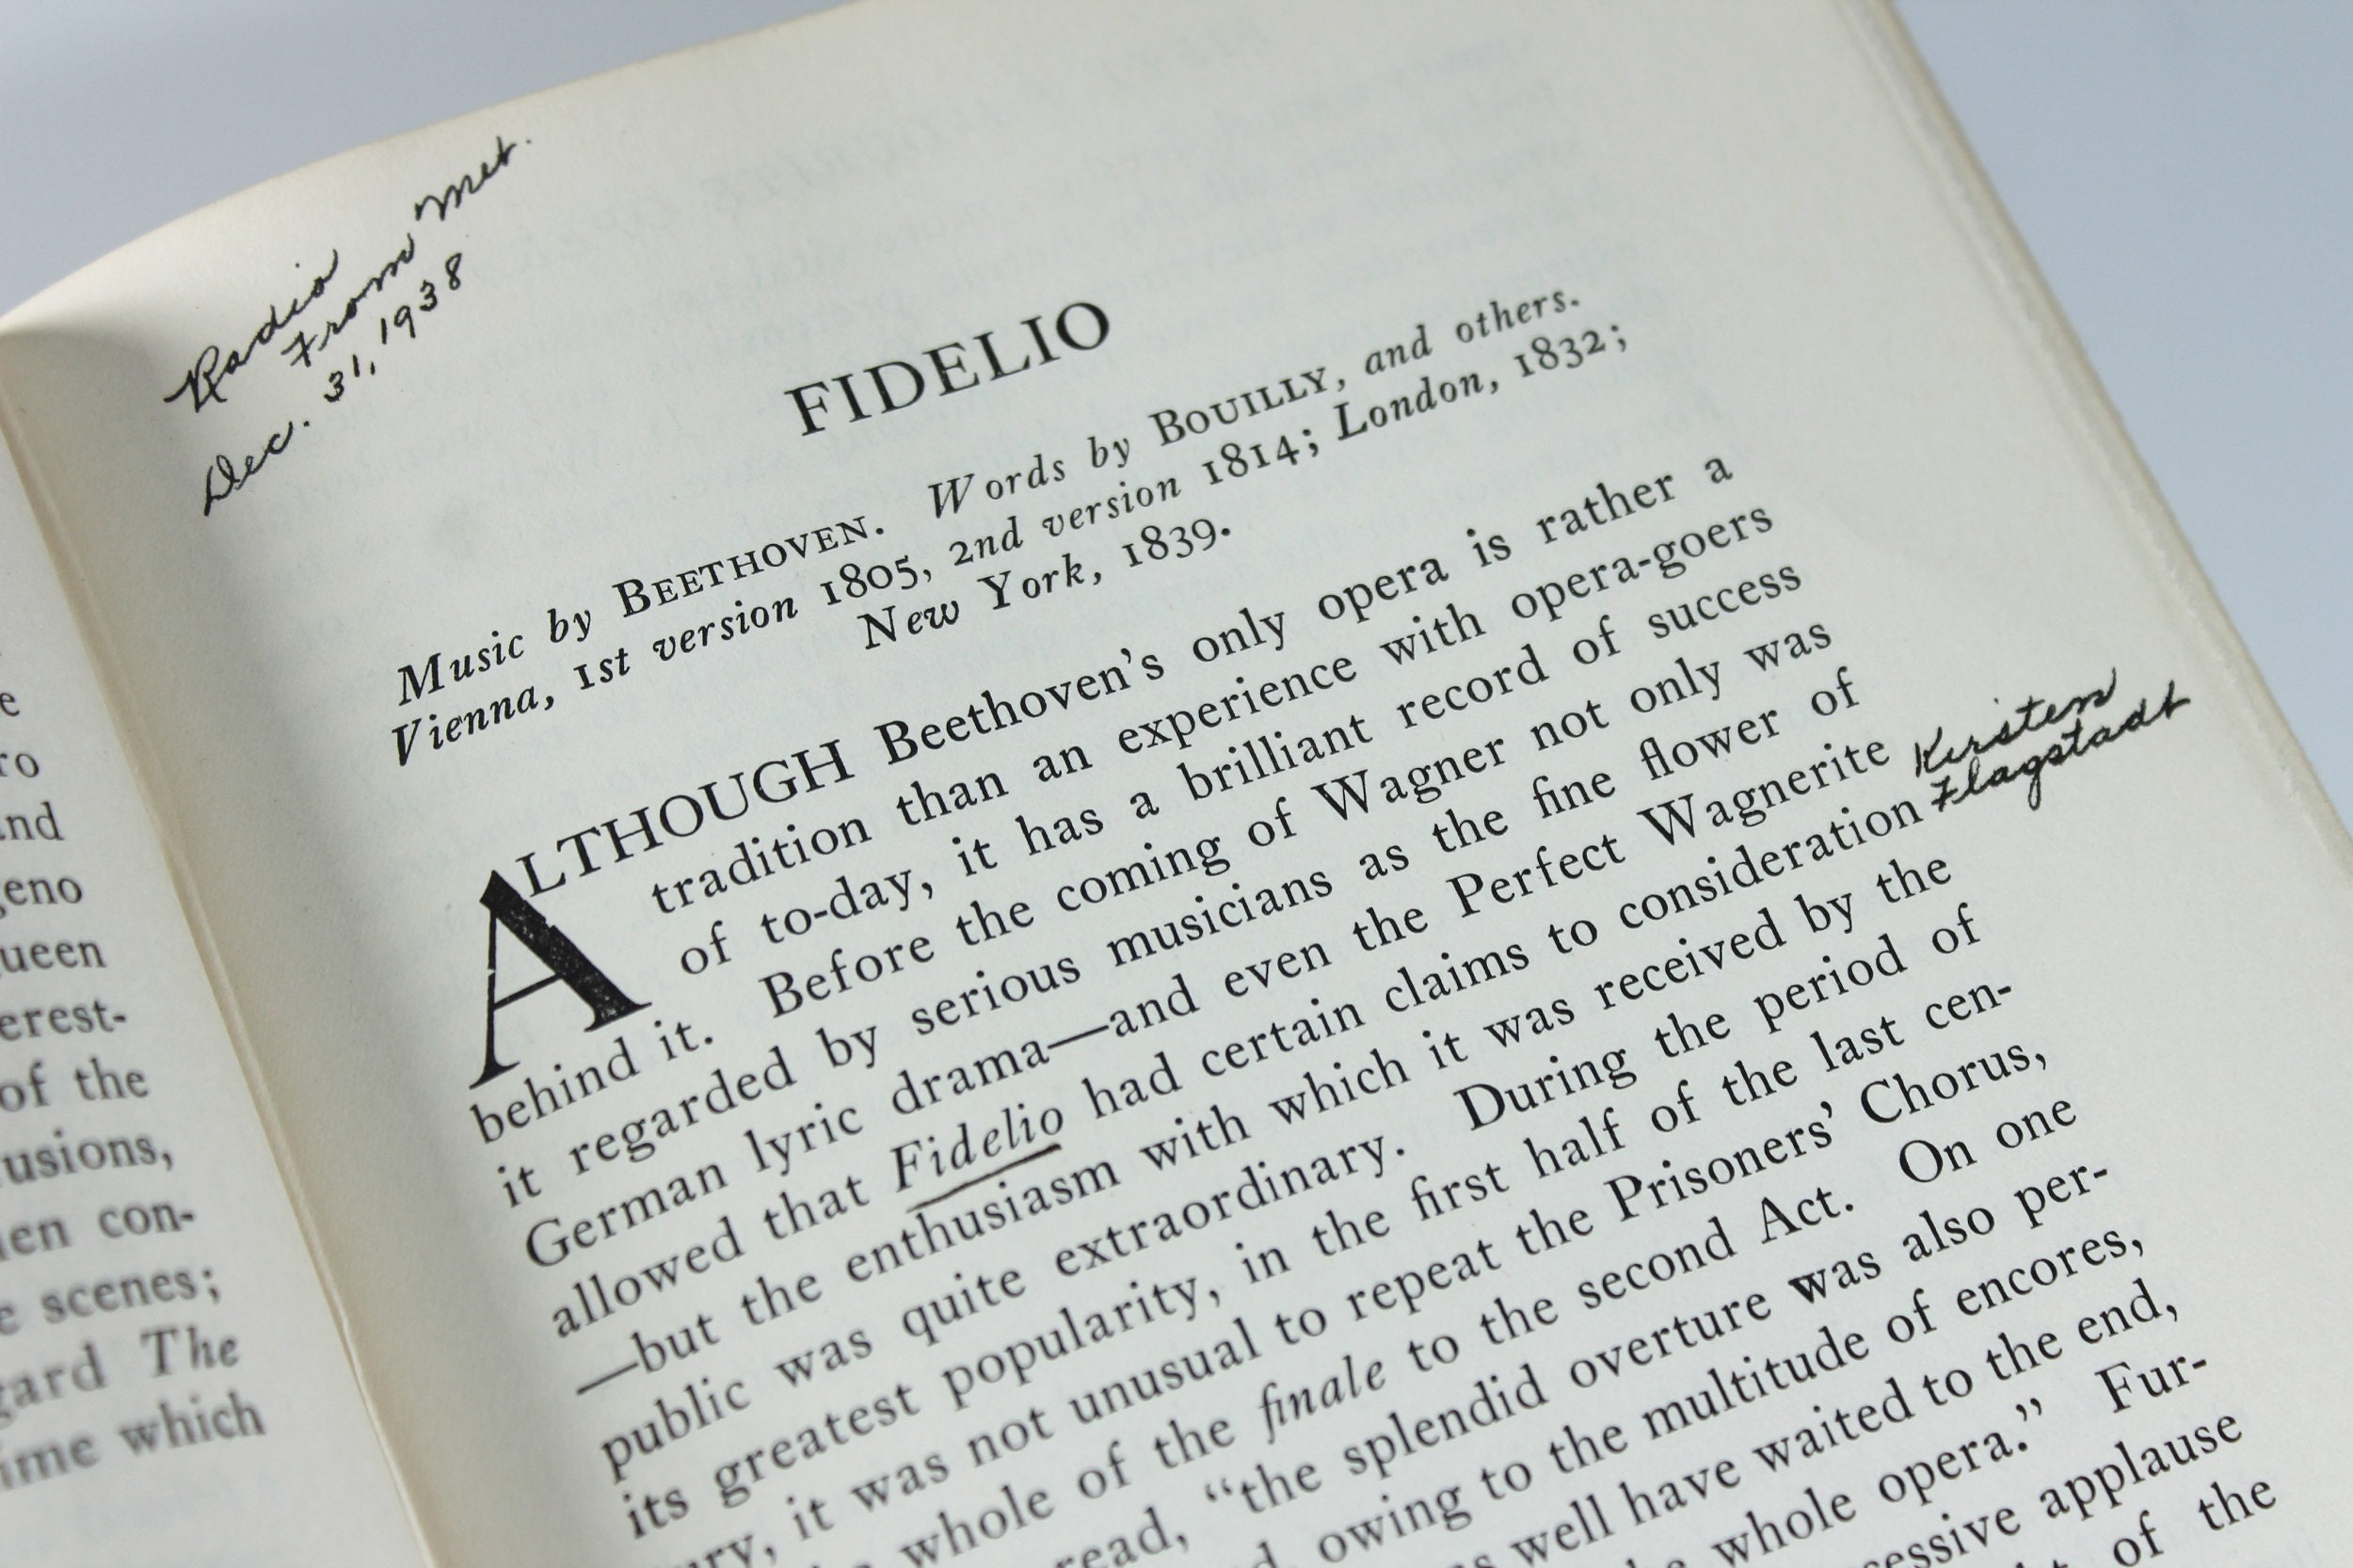 e
ro
and
geno
ueen
erest-
of the
usions,
en con-
e scenes;
gard The
ime which
Radio
From Met.
Dec. 31, 1938
FIDELIO
Music by BEETHOVEN. Words by BOUILLY, and others.
Vienna, 1st version 1805, 2nd version 1814; London, 1832;
New York, 1839.
ALTHOUGH Beethoven's only opera is rather a
tradition than an experience with opera-goers
of to-day, it has a brilliant record of success
behind it. Before the coming of Wagner not only was
it regarded by serious musicians as the fine flower of
German lyric drama—and even the Perfect Wagnerite
allowed that Fidelio had certain claims to consideration
Kirsten
Flagstadt
—but the enthusiasm with which it was received by the
public was quite extraordinary. During the period of
its greatest popularity, in the first half of the last cen-
ury, it was not unusual to repeat the Prisoners' Chorus,
whole of the finale to the second Act. On one
read, "the splendid overture was also per-
owing to the multitude of encores,
well have waited to the end,
whole opera." Fur-
essive applause
of the